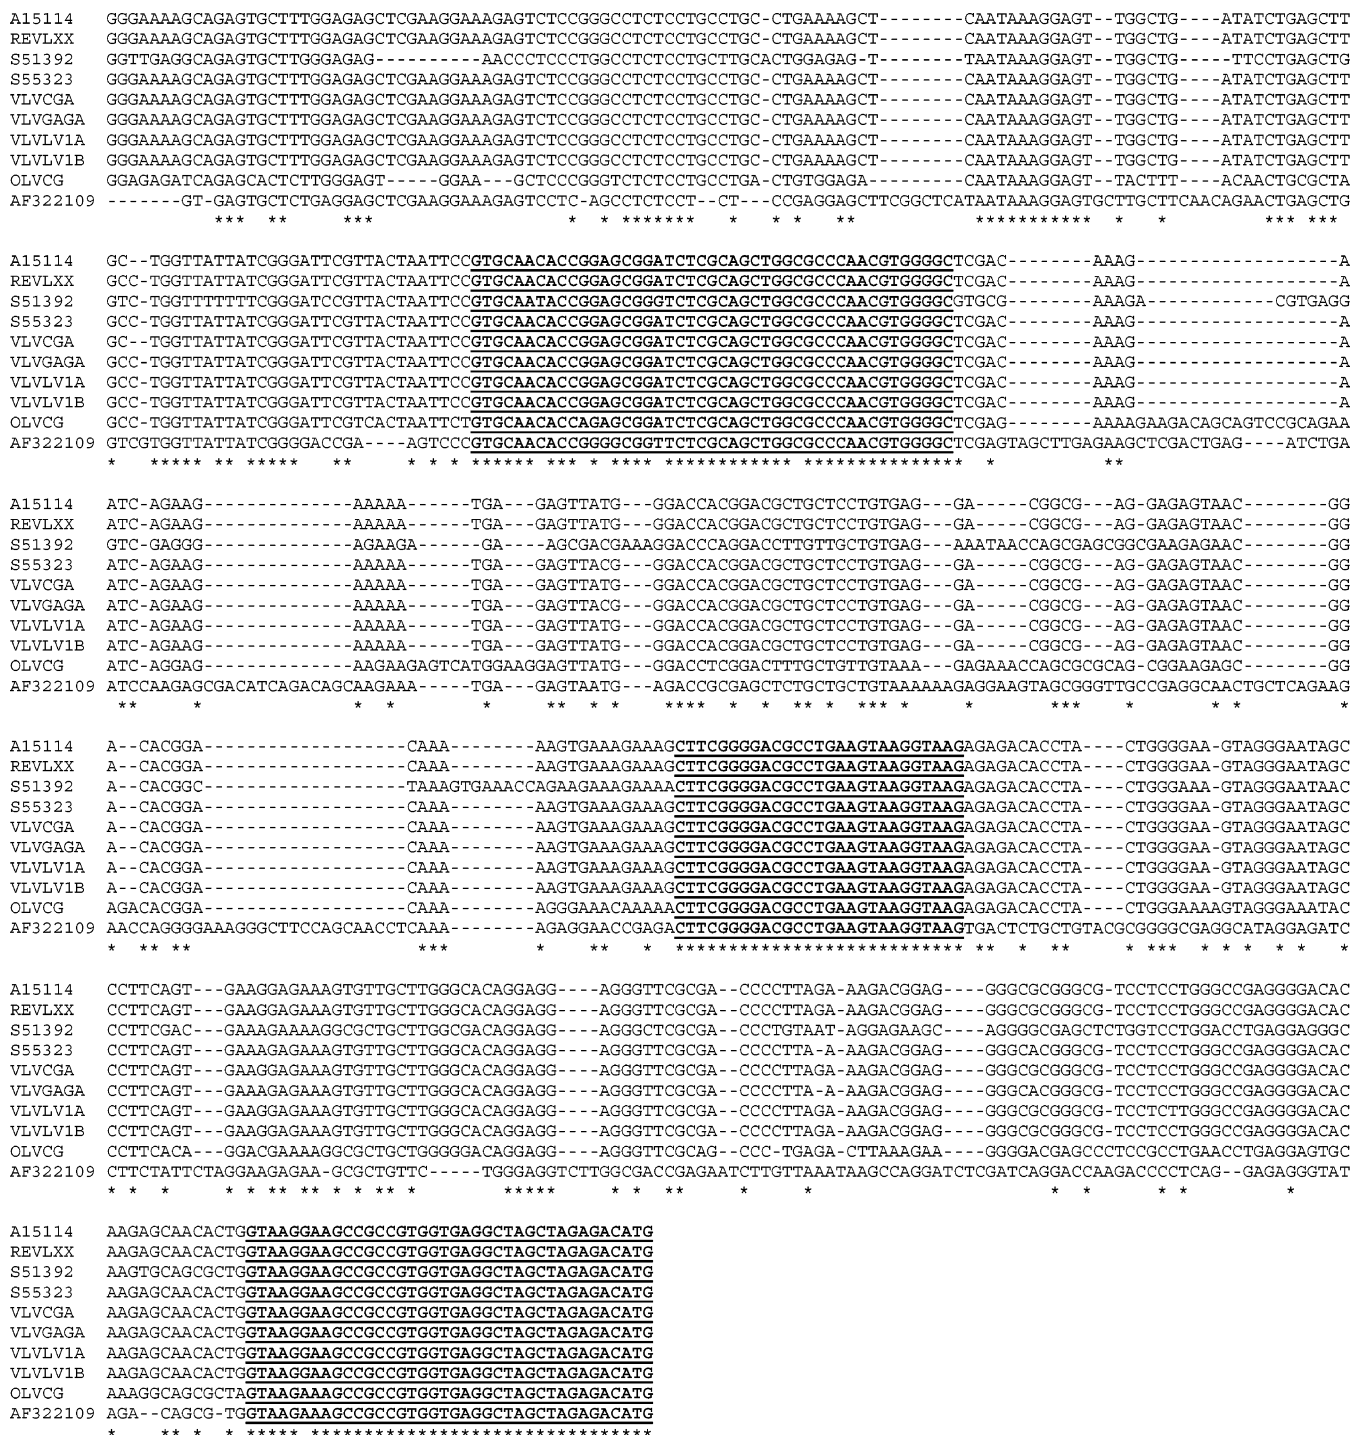 A15114 GGGAAAAGCAGAGTGCTTTGGAGAGCTCGAAGGAAAGAGTCTCCGGGCCTCTCCTGCCTGC-CTGAAAAGCT--------CAATAAAGGAGT--TGGCTG----ATATCTGAGCTT
REVLXX GGGAAAAGCAGAGTGCTTTGGAGAGCTCGAAGGAAAGAGTCTCCGGGCCTCTCCTGCCTGC-CTGAAAAGCT--------CAATAAAGGAGT--TGGCTG----ATATCTGAGCTT
S51392 GGTTGAGGCAGAGTGCTTGGGAGAG----------AACCCTCCCTGGCCTCTCCTGCTTGCACTGGAGAG-T--------TAATAAAGGAGT--TGGCTG-----TTCCTGAGCTG
S55323 GGGAAAAGCAGAGTGCTTTGGAGAGCTCGAAGGAAAGAGTCTCCGGGCCTCTCCTGCCTGC-CTGAAAAGCT--------CAATAAAGGAGT--TGGCTG----ATATCTGAGCTT
VLVCGA GGGAAAAGCAGAGTGCTTTGGAGAGCTCGAAGGAAAGAGTCTCCGGGCCTCTCCTGCCTGC-CTGAAAAGCT--------CAATAAAGGAGT--TGGCTG----ATATCTGAGCTT
VLVGAGA GGGAAAAGCAGAGTGCTTTGGAGAGCTCGAAGGAAAGAGTCTCCGGGCCTCTCCTGCCTGC-CTGAAAAGCT--------CAATAAAGGAGT--TGGCTG----ATATCTGAGCTT
VLVLV1A GGGAAAAGCAGAGTGCTTTGGAGAGCTCGAAGGAAAGAGTCTCCGGGCCTCTCCTGCCTGC-CTGAAAAGCT--------CAATAAAGGAGT--TGGCTG----ATATCTGAGCTT
VLVLV1B GGGAAAAGCAGAGTGCTTTGGAGAGCTCGAAGGAAAGAGTCTCCGGGCCTCTCCTGCCTGC-CTGAAAAGCT--------CAATAAAGGAGT--TGGCTG----ATATCTGAGCTT
OLVCG GGAGAGATCAGAGCACTCTTGGGAGT----GGAA---GCTCCCGGGTCTCTCCTGCCTGA-CTGTGGAGA---------CAATAAAGGAGT--TACTTT----ACAACTGCGCTA
AF322109 -------GT-GAGTGCTCTGAGGAGCTCGAAGGAAAGAGTCCTC-AGCCTCTCCT--CT---CCGAGGAGCTTCGGCTCATAATAAAGGAGTGCTTGCTTCAACAGAACTGAGCTG
*** ** *** * * ******* * * * ** *********** * * *** ***
A15114 GC--TGGTTATTATCGGGATTCGTTACTAATTCCGTGCAACACCGGAGCGGATCTCGCAGCTGGCGCCCAACGTGGGGCTCGAC--------AAAG-------------------A
REVLXX GCC-TGGTTATTATCGGGATTCGTTACTAATTCCGTGCAACACCGGAGCGGATCTCGCAGCTGGCGCCCAACGTGGGGCTCGAC--------AAAG-------------------A
S51392 GTC-TGGTTTTTTTCGGGATCCGTTACTAATTCCGTGCAATACCGGAGCGGGTCTCGCAGCTGGCGCCCAACGTGGGGCGTGCG--------AAAGA------------CGTGAGG
S55323 GCC-TGGTTATTATCGGGATTCGTTACTAATTCCGTGCAACACCGGAGCGGATCTCGCAGCTGGCGCCCAACGTGGGGCTCGAC--------AAAG-------------------A
VLVCGA GC--TGGTTATTATCGGGATTCGTTACTAATTCCGTGCAACACCGGAGCGGATCTCGCAGCTGGCGCCCAACGTGGGGCTCGAC--------AAAG-------------------A
VLVGAGA GCC-TGGTTATTATCGGGATTCGTTACTAATTCCGTGCAACACCGGAGCGGATCTCGCAGCTGGCGCCCAACGTGGGGCTCGAC--------AAAG-------------------A
VLVLV1A GCC-TGGTTATTATCGGGATTCGTTACTAATTCCGTGCAACACCGGAGCGGATCTCGCAGCTGGCGCCCAACGTGGGGCTCGAC--------AAAG-------------------A
VLVLV1B GCC-TGGTTATTATCGGGATTCGTTACTAATTCCGTGCAACACCGGAGCGGATCTCGCAGCTGGCGCCCAACGTGGGGCTCGAC--------AAAG-------------------A
OLVCG GCC-TGGTTATTATCGGGATTCGTCACTAATTCTGTGCAACACCAGAGCGGATCTCGCAGCTGGCGCCCAACGTGGGGCTCGAG--------AAAAGAAGACAGCAGTCCGCAGAA
AF322109 GTCGTGGTTATTATCGGGGACCGA----AGTCCCGTGCAACACCGGGGCGGTTCTCGCAGCTGGCGCCCAACGTGGGGCTCGAGTAGCTTGAGAAGCTCGACTGAG----ATCTGA
* ***** ** ***** ** * * * ******* *** * **** ************ *************** * **
A15114 ATC-AGAAG--------------AAAAA------TGA---GAGTTATG---GGACCACGGACGCTGCTCCTGTGAG---GA-----CGGCG---AG-GAGAGTAAC--------GG
REVLXX ATC-AGAAG--------------AAAAA------TGA---GAGTTATG---GGACCACGGACGCTGCTCCTGTGAG---GA-----CGGCG---AG-GAGAGTAAC--------GG
S51392 GTC-GAGGG--------------AGAAGA------GA----AGCGACGAAAGGACCCAGGACCTTGTTGCTGTGAG---AAATAACCAGCGAGCGGCGAAGAGAAC--------GG
S55323 ATC-AGAAG--------------AAAAA------TGA---GAGTTACG---GGACCACGGACGCTGCTCCTGTGAG---GA-----CGGCG---AG-GAGAGTAAC--------GG
VLVCGA ATC-AGAAG--------------AAAAA------TGA---GAGTTATG---GGACCACGGACGCTGCTCCTGTGAG---GA-----CGGCG---AG-GAGAGTAAC--------GG
VLVGAGA ATC-AGAAG--------------AAAAA------TGA---GAGTTACG---GGACCACGGACGCTGCTCCTGTGAG---GA-----CGGCG---AG-GAGAGTAAC--------GG
VLVLV1A ATC-AGAAG--------------AAAAA------TGA---GAGTTATG---GGACCACGGACGCTGCTCCTGTGAG---GA-----CGGCG---AG-GAGAGTAAC--------GG
VLVLV1B ATC-AGAAG--------------AAAAA------TGA---GAGTTATG---GGACCACGGACGCTGCTCCTGTGAG---GA-----CGGCG---AG-GAGAGTAAC--------GG
OLVCG ATC-AGGAG--------------AAGAAGAGTCATGGAAGGAGTTATG---GGACCTCGGACTTTGCTGTTGTAAA---GAGAAACCAGCGCGCAG-CGGAAGAGC--------GG
AF322109 ATCCAAGAGCGACATCAGACAGCAAGAAA-----TGA---GAGTAATG---AGACCGCGAGCTCTGCTGCTGTAAAAAAGAGGAAGTAGCGGGTTGCCGAGGCAACTGCTCAGAAG
** * * * * ** * * **** * * ** * *** * * *** * * * *
A15114 A--CACGGA-------------------CAAA--------AAGTGAAAGAAAGCTTCGGGGACGCCTGAAGTAAGGTAAGAGAGACACCTA----CTGGGGAA-GTAGGGAATAGC
REVLXX A--CACGGA-------------------CAAA--------AAGTGAAAGAAAGCTTCGGGGACGCCTGAAGTAAGGTAAGAGAGACACCTA----CTGGGGAA-GTAGGGAATAGC
S51392 A--CACGGC-------------------TAAAGTGAAACCAGAAGAAAGAAAACTTCGGGGACGCCTGAAGTAAGGTAAGAGAGACACCTA----CTGGGAAA-GTAGGGAATAAC
S55323 A--CACGGA-------------------CAAA--------AAGTGAAAGAAAGCTTCGGGGACGCCTGAAGTAAGGTAAGAGAGACACCTA----CTGGGGAA-GTAGGGAATAGC
VLVCGA A--CACGGA-------------------CAAA--------AAGTGAAAGAAAGCTTCGGGGACGCCTGAAGTAAGGTAAGAGAGACACCTA----CTGGGGAA-GTAGGGAATAGC
VLVGAGA A--CACGGA-------------------CAAA--------AAGTGAAAGAAAGCTTCGGGGACGCCTGAAGTAAGGTAAGAGAGACACCTA----CTGGGGAA-GTAGGGAATAGC
VLVLV1A A--CACGGA-------------------CAAA--------AAGTGAAAGAAAGCTTCGGGGACGCCTGAAGTAAGGTAAGAGAGACACCTA----CTGGGGAA-GTAGGGAATAGC
VLVLV1B A--CACGGA-------------------CAAA--------AAGTGAAAGAAAGCTTCGGGGACGCCTGAAGTAAGGTAAGAGAGACACCTA----CTGGGGAA-GTAGGGAATAGC
OLVCG AGACACGGA-------------------CAAA--------AGGGAAACAAAAACTTCGGGGACGCCTGAAGTAAGGTAAGAGAGACACCTA----CTGGGAAAAGTAGGGAAATAC
AF322109 AACCAGGGGAAAGGGCTTCCAGCAACCTCAAA--------AGAGGAACCGAGACTTCGGGGACGCCTGAAGTAAGGTAAGTGACTCTGCTGTACGCGGGGCGAGGCATAGGAGATC
* ** ** *** * ** * *************************** ** * ** * *** * * * * *
A15114 CCTTCAGT---GAAGGAGAAAGTGTTGCTTGGGCACAGGAGG----AGGGTTCGCGA--CCCCTTAGA-AAGACGGAG----GGGCGCGGGCG-TCCTCCTGGGCCGAGGGGACAC
REVLXX CCTTCAGT---GAAGGAGAAAGTGTTGCTTGGGCACAGGAGG----AGGGTTCGCGA--CCCCTTAGA-AAGACGGAG----GGGCGCGGGCG-TCCTCCTGGGCCGAGGGGACAC
S51392 CCTTCGAC---GAAAGAAAAGGCGCTGCTTGGCGACAGGAGG----AGGGCTCGCGA--CCCTGTAAT-AGGAGAAGC----AGGGGCGAGCTCTGGTCCTGGACCTGAGGAGGGC
S55323 CCTTCAGT---GAAAGAGAAAGTGTTGCTTGGGCACAGGAGG----AGGGTTCGCGA--CCCCTTA-A-AAGACGGAG----GGGCACGGGCG-TCCTCCTGGGCCGAGGGGACAC
VLVCGA CCTTCAGT---GAAGGAGAAAGTGTTGCTTGGGCACAGGAGG----AGGGTTCGCGA--CCCCTTAGA-AAGACGGAG----GGGCGCGGGCG-TCCTCCTGGGCCGAGGGGACAC
VLVGAGA CCTTCAGT---GAAAGAGAAAGTGTTGCTTGGGCACAGGAGG----AGGGTTCGCGA--CCCCTTA-A-AAGACGGAG----GGGCACGGGCG-TCCTCCTGGGCCGAGGGGACAC
VLVLV1A CCTTCAGT---GAAGGAGAAAGTGTTGCTTGGGCACAGGAGG----AGGGTTCGCGA--CCCCTTAGA-AAGACGGAG----GGGCGCGGGCG-TCCTCTTGGGCCGAGGGGACAC
VLVLV1B CCTTCAGT---GAAGGAGAAAGTGTTGCTTGGGCACAGGAGG----AGGGTTCGCGA--CCCCTTAGA-AAGACGGAG----GGGCGCGGGCG-TCCTCCTGGGCCGAGGGGACAC
OLVCG CCTTCACA---GGACGAAAAGGCGCTGCTGGGGGACAGGAGG----AGGGTTCGCAG--CCC-TGAGA-CTTAAAGAA----GGGGACGAGCCCTCCGCCTGAACCTGAGGAGTGC
AF322109 CTTCTATTCTAGGAAGAGAA-GCGCTGTTC-----TGGGAGGTCTTGGCGACCGAGAATCTTGTTAAATAAGCCAGGATCTCGATCAGGACCAAGACCCCTCAG--GAGAGGGTAT
* * * * * ** ** * * ** * ***** * * ** * * * * * * *
A15114 AAGAGCAACACTGGTAAGGAAGCCGCCGTGGTGAGGCTAGCTAGAGACATG
REVLXX AAGAGCAACACTGGTAAGGAAGCCGCCGTGGTGAGGCTAGCTAGAGACATG
S51392 AAGTGCAGCGCTGGTAAGGAAGCCGCCGTGGTGAGGCTAGCTAGAGACATG
S55323 AAGAGCAACACTGGTAAGGAAGCCGCCGTGGTGAGGCTAGCTAGAGACATG
VLVCGA AAGAGCAACACTGGTAAGGAAGCCGCCGTGGTGAGGCTAGCTAGAGACATG
VLVGAGA AAGAGCAACACTGGTAAGGAAGCCGCCGTGGTGAGGCTAGCTAGAGACATG
VLVLV1A AAGAGCAACACTGGTAAGGAAGCCGCCGTGGTGAGGCTAGCTAGAGACATG
VLVLV1B AAGAGCAACACTGGTAAGGAAGCCGCCGTGGTGAGGCTAGCTAGAGACATG
OLVCG AAAGGCAGCGCTAGTAAGAAAGCCGCCGTGGTGAGGCTAGCTAGAGACATG
AF322109 AGA--CAGCG-TGGTAAGAAAGCCGCCGTGGTGAGGCTAGCTAGAGACATG
* ** * * ***** ********************************